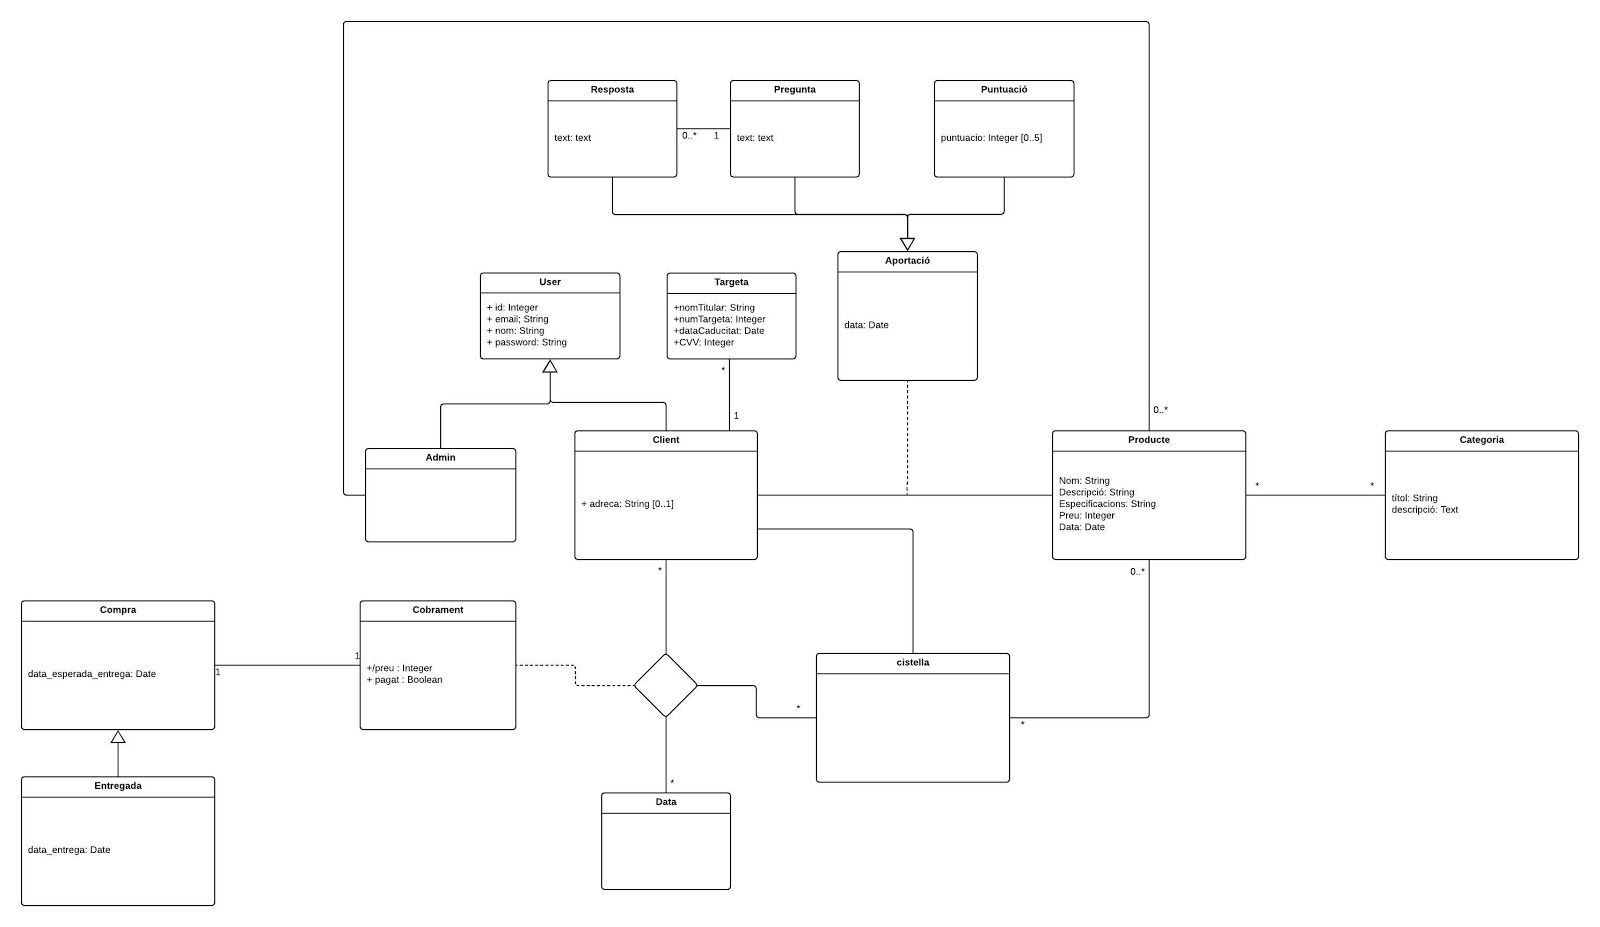 Resposta
text: text
0..*
1
Pregunta
text: text
Puntuació
puntuacio: Integer [0..5]
Aportació
data: Date
User
+ id: Integer
+ email; String
+ nom: String
+ password: String
Targeta
+nomTitular: String
+numTargeta: Integer
+dataCaducitat: Date
+CVV: Integer
*
1
0..*
Admin
Client
+ adreca: String [0..1]
Producte
Nom: String
Descripció: String
Especificacions: String
Preu: Integer
Data: Date
*
*
Categoria
títol: String
descripció: Text
*
0..*
Compra
data_esperada_entrega: Date
1
1
Cobrament
+/preu : Integer
+ pagat : Boolean
cistella
*
*
*
Entregada
data_entrega: Date
Data